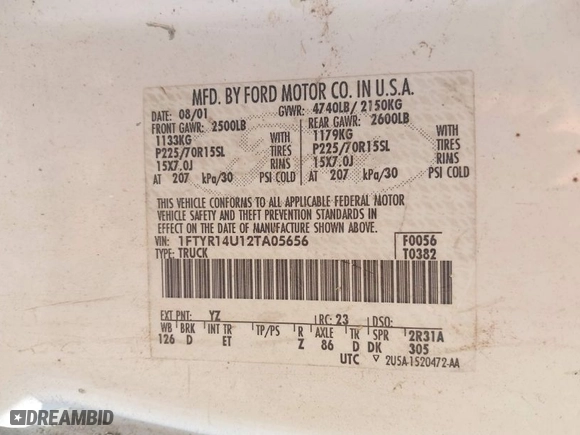 MFD. BY FORD MOTOR CO. IN U.S.A.
DATE: 08/01 GVWR: 4740LB/ 2150KG
FRONT GAWR: 2500LB REAR GAWR: 2600LB
1133KG WITH 1179KG WITH
P225/70R15SL TIRES P225/70R15SL TIRES
15X7.0J RINS 15X7.0J RINS
AT 207 kPa/30 PSI COLD AT 207 kPa/30 PSI COLD
THIS VEHICLE CONFORMS TO ALL APPLICABLE FEDERAL MOTOR
VEHICLE SAFETY AND THEFT PREVENTION STANDARDS IN
EFFECT ON THE DATE OF MANUFACTURE SHOWN ABOVE.
VIN: 1FTYR14U12TA05656 F0056
TYPE: TRUCK T0382
EXT PNT: YZ RC: 23 DSO:
WB BRK INT TR TP/PS R AXLE TR SPR 2R31A
126 D ET Z 86 D DK 305
UTC ▽ 2U5A-1520472-AA
DREAMBID